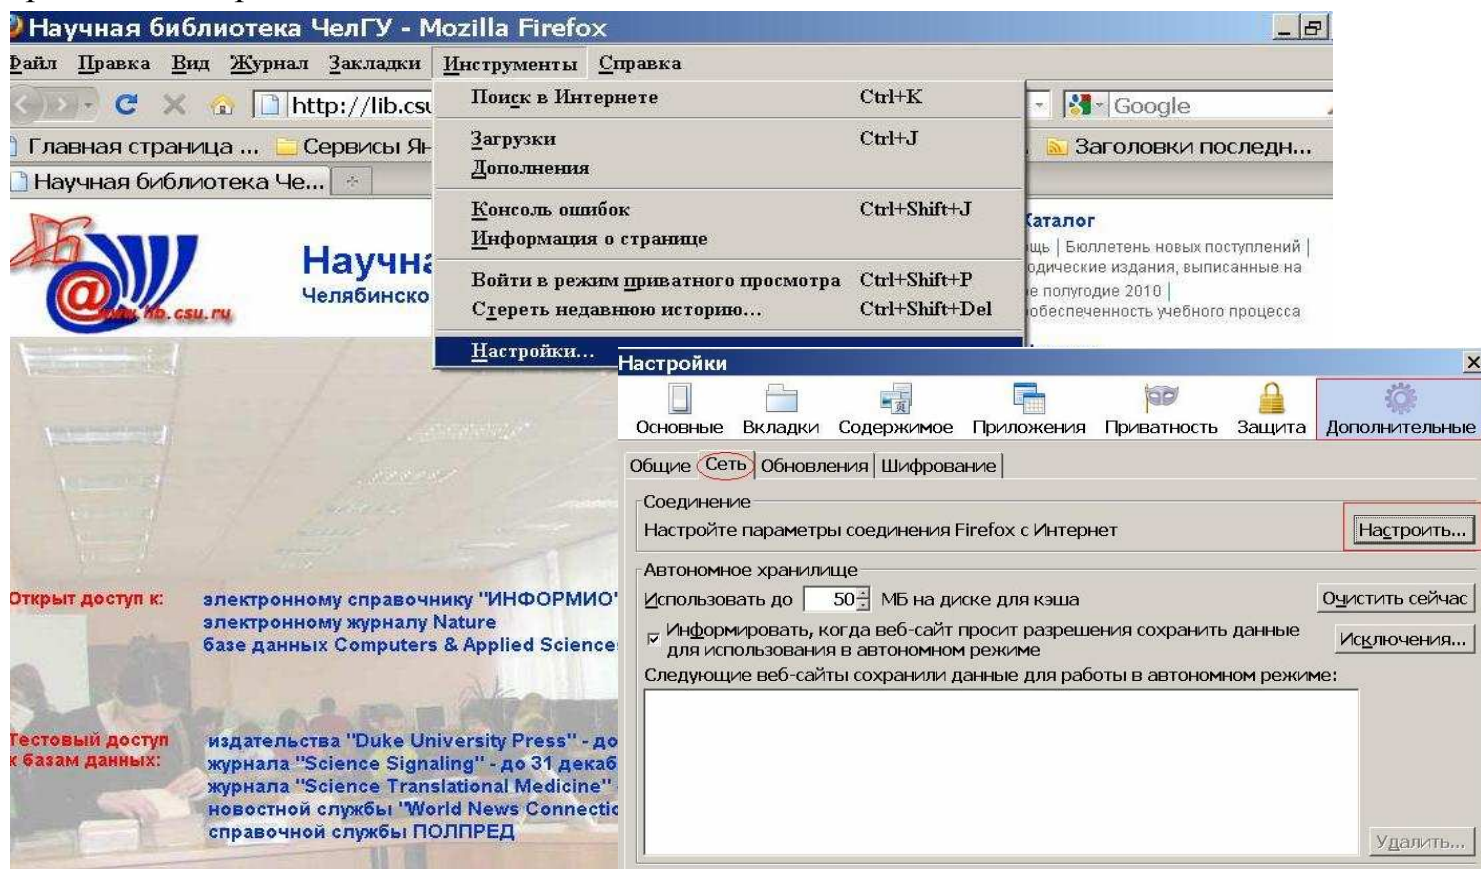 Научная библиотека ЧелГУ - Mozilla Firefox
Файл Правка Вид Журнал Закладки Инструменты Справка
http://lib.csu
Google
Главная страница ... Сервисы Ян
Заголовки последн...
Научная библиотека Че...
Поиск в Интернете Ctrl+K
Загрузки Ctrl+J
Дополнения
Консоль ошибок Ctrl+Shift+J
Информация о странице
Войти в режим приватного просмотра Ctrl+Shift+P
Стереть недавнюю историю... Ctrl+Shift+Del
Настройки...
www.lib.csu.ru
Научна
Челябинско
Каталог
щь | Бюллетень новых поступлений |
одические издания, выписанные на
е полугодие 2010 |
обеспеченность учебного процесса
Открыт доступ к:
электронному справочнику "ИНФОРМИО"
электронному журналу Nature
базе данных Computers & Applied Science
Тестовый доступ
к базам данных:
издательства "Duke University Press" - до
журнала "Science Signaling" - до 31 декаб
журнала "Science Translational Medicine"
новостной службы "World News Connectio
справочной службы ПОЛПРЕД
Настройки
Основные Вкладки Содержимое Приложения Приватность Защита Дополнительные
Общие Сеть Обновления Шифрование
Соединение
Настройте параметры соединения Firefox с Интернет Настроить...
Автономное хранилище
Использовать до 50 МБ на диске для кэша Очистить сейчас
Информировать, когда веб-сайт просит разрешения сохранить данные
для использования в автономном режиме
Исключения...
Следующие веб-сайты сохранили данные для работы в автономном режиме:
Удалить...